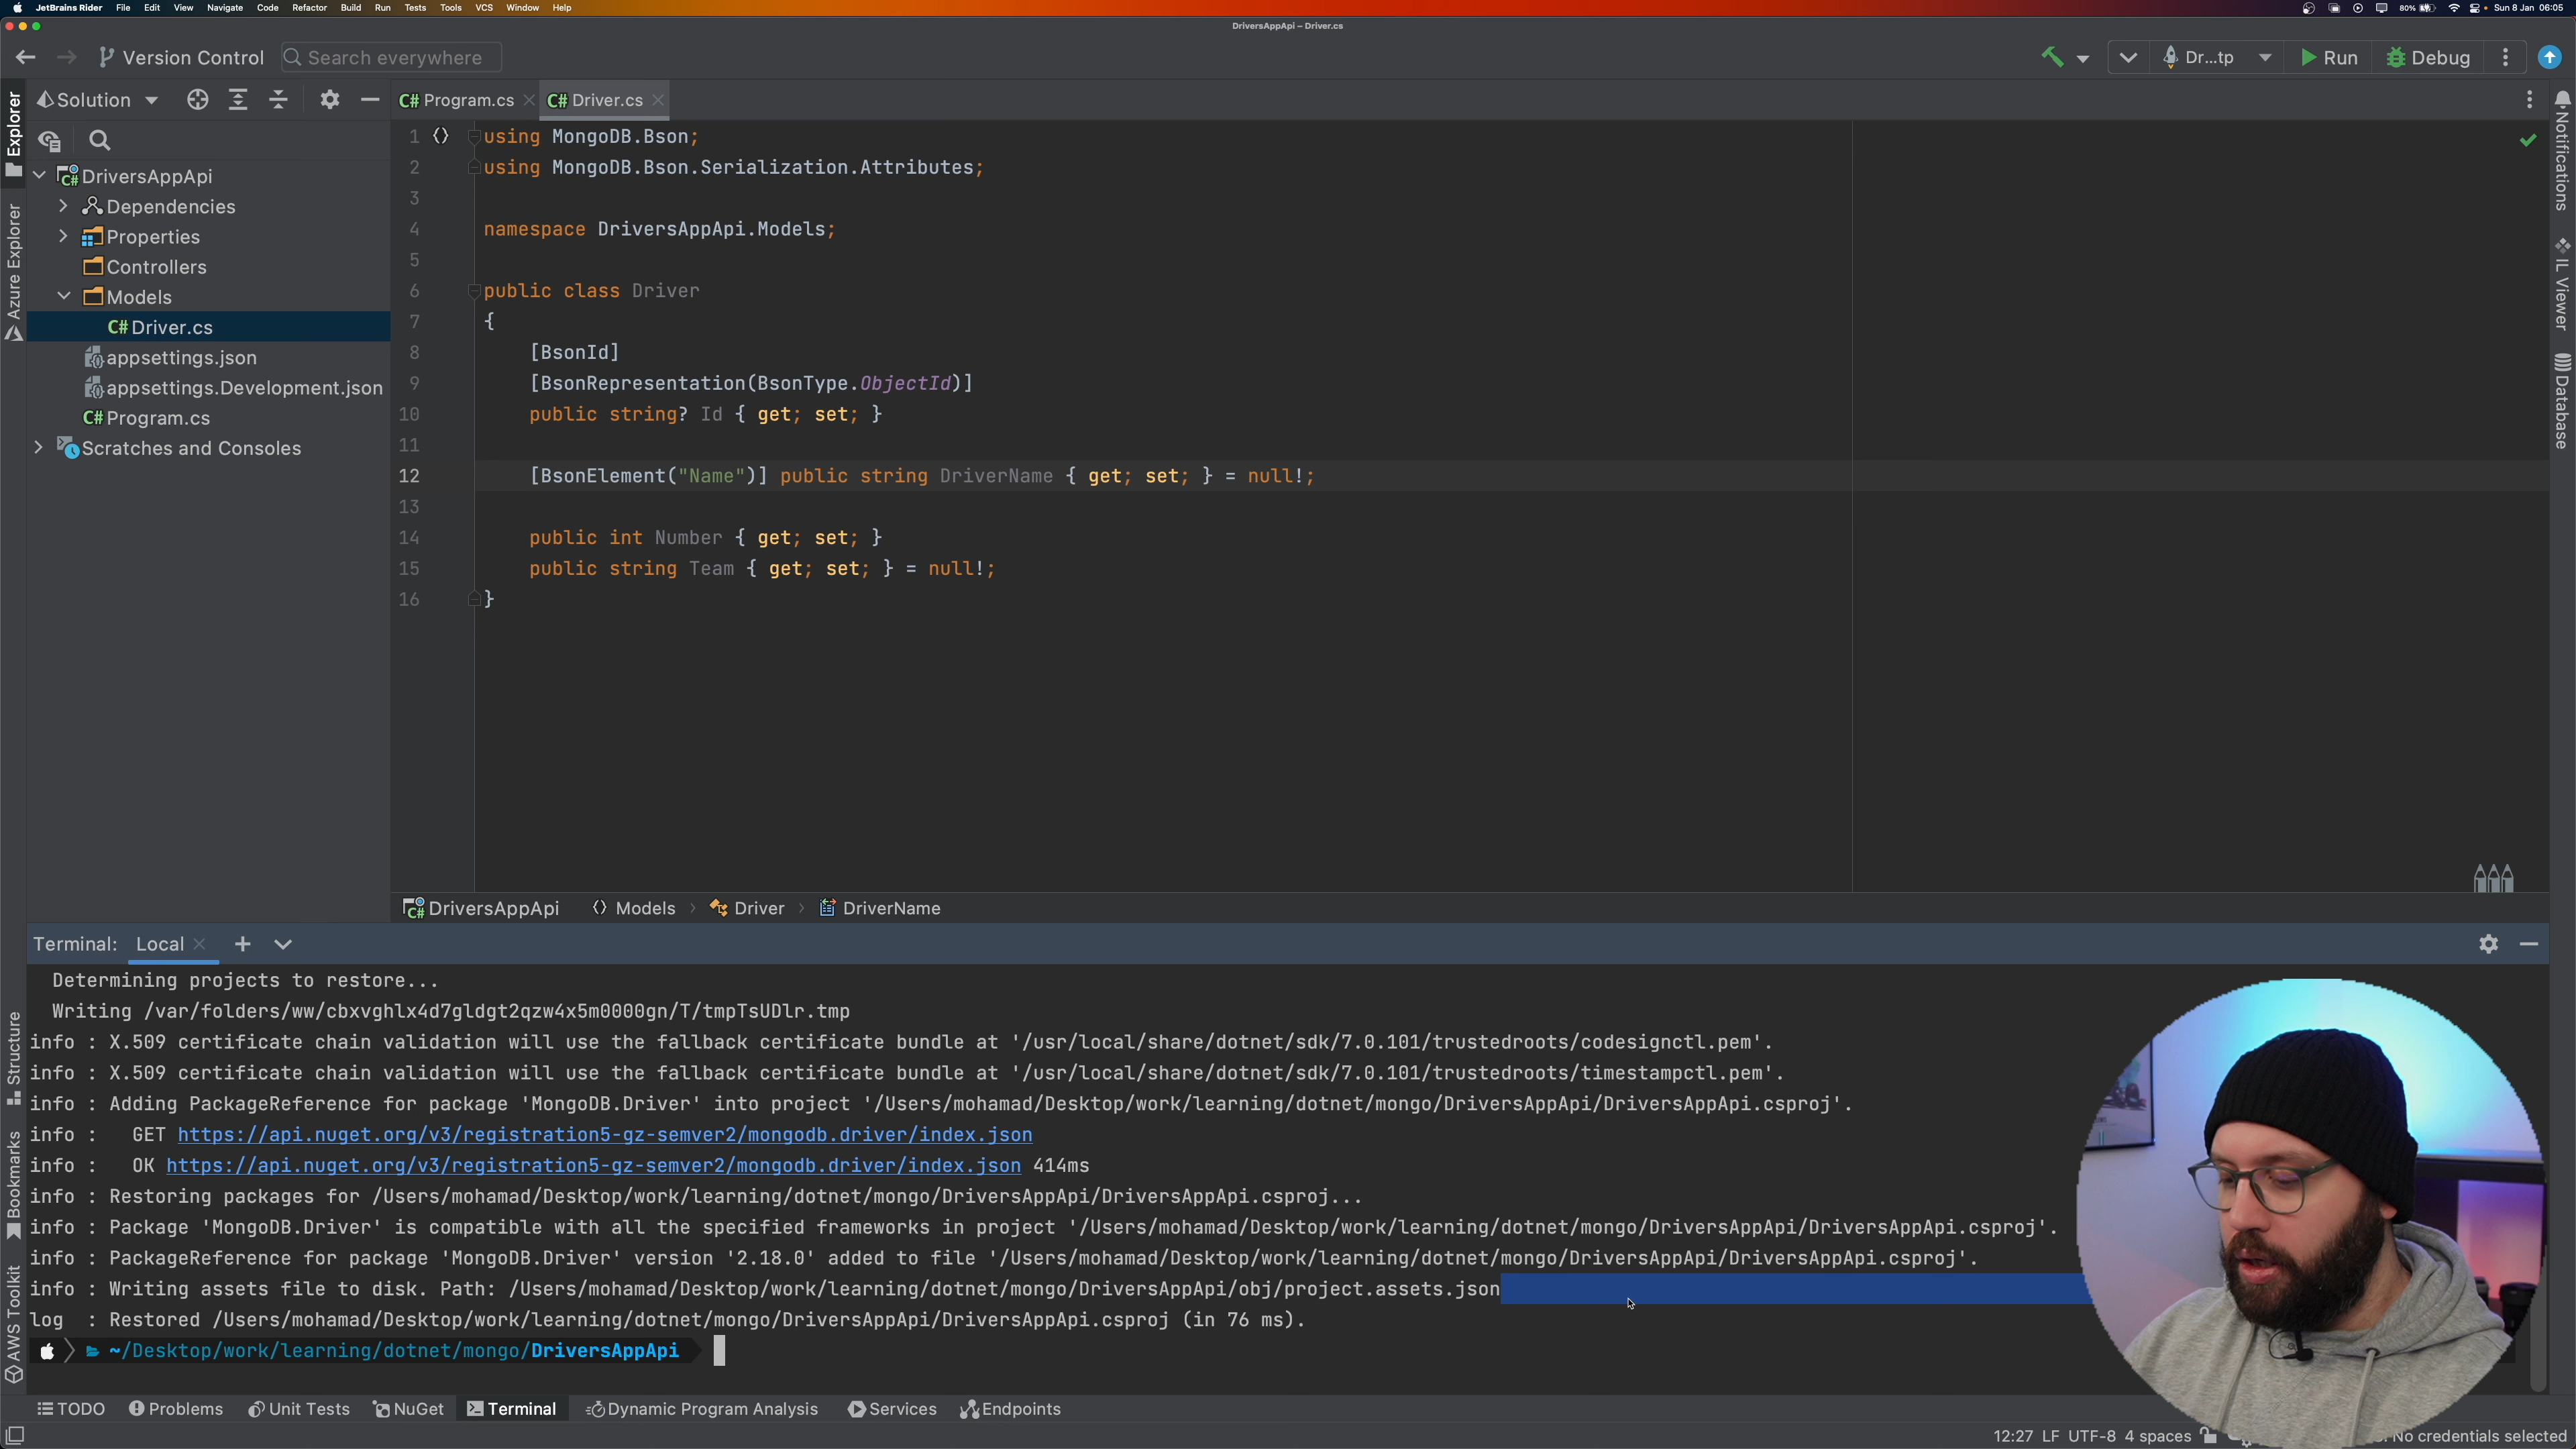 JetBrains Rider File Edit View Navigate Code Refactor Build Run Tests Tools VCS Window Help
80% Sun 8 Jan 06:05
DriversAppApi – Driver.cs
Version Control Search everywhere Dr...tp Run Debug
Solution
C# Program.cs C# Driver.cs
Explorer
Azure Explorer
Structure
Bookmarks
AWS Toolkit
Notifications
IL Viewer
Database
DriversAppApi
Dependencies
Properties
Controllers
Models
C# Driver.cs
appsettings.json
appsettings.Development.json
C# Program.cs
Scratches and Consoles
1 using MongoDB.Bson;
2 using MongoDB.Bson.Serialization.Attributes;
3
4 namespace DriversAppApi.Models;
5
6 public class Driver
7 {
8 [BsonId]
9 [BsonRepresentation(BsonType.ObjectId)]
10 public string? Id { get; set; }
11
12 [BsonElement("Name")] public string DriverName { get; set; } = null!;
13
14 public int Number { get; set; }
15 public string Team { get; set; } = null!;
16 }
DriversAppApi Models Driver DriverName
Terminal: Local
Determining projects to restore...
Writing /var/folders/ww/cbxvghlx4d7gldgt2qzw4x5m0000gn/T/tmpTsUDlr.tmp
info : X.509 certificate chain validation will use the fallback certificate bundle at '/usr/local/share/dotnet/sdk/7.0.101/trustedroots/codesignctl.pem'.
info : X.509 certificate chain validation will use the fallback certificate bundle at '/usr/local/share/dotnet/sdk/7.0.101/trustedroots/timestampctl.pem'.
info : Adding PackageReference for package 'MongoDB.Driver' into project '/Users/mohamad/Desktop/work/learning/dotnet/mongo/DriversAppApi/DriversAppApi.csproj'.
info : GET https://api.nuget.org/v3/registration5-gz-semver2/mongodb.driver/index.json
info : OK https://api.nuget.org/v3/registration5-gz-semver2/mongodb.driver/index.json 414ms
info : Restoring packages for /Users/mohamad/Desktop/work/learning/dotnet/mongo/DriversAppApi/DriversAppApi.csproj...
info : Package 'MongoDB.Driver' is compatible with all the specified frameworks in project '/Users/mohamad/Desktop/work/learning/dotnet/mongo/DriversAppApi/DriversAppApi.csproj'.
info : PackageReference for package 'MongoDB.Driver' version '2.18.0' added to file '/Users/mohamad/Desktop/work/learning/dotnet/mongo/DriversAppApi/DriversAppApi.csproj'.
info : Writing assets file to disk. Path: /Users/mohamad/Desktop/work/learning/dotnet/mongo/DriversAppApi/obj/project.assets.json
log : Restored /Users/mohamad/Desktop/work/learning/dotnet/mongo/DriversAppApi/DriversAppApi.csproj (in 76 ms).
~/Desktop/work/learning/dotnet/mongo/DriversAppApi
TODO Problems Unit Tests NuGet Terminal Dynamic Program Analysis Services Endpoints
12:27 LF UTF-8 4 spaces No credentials selected